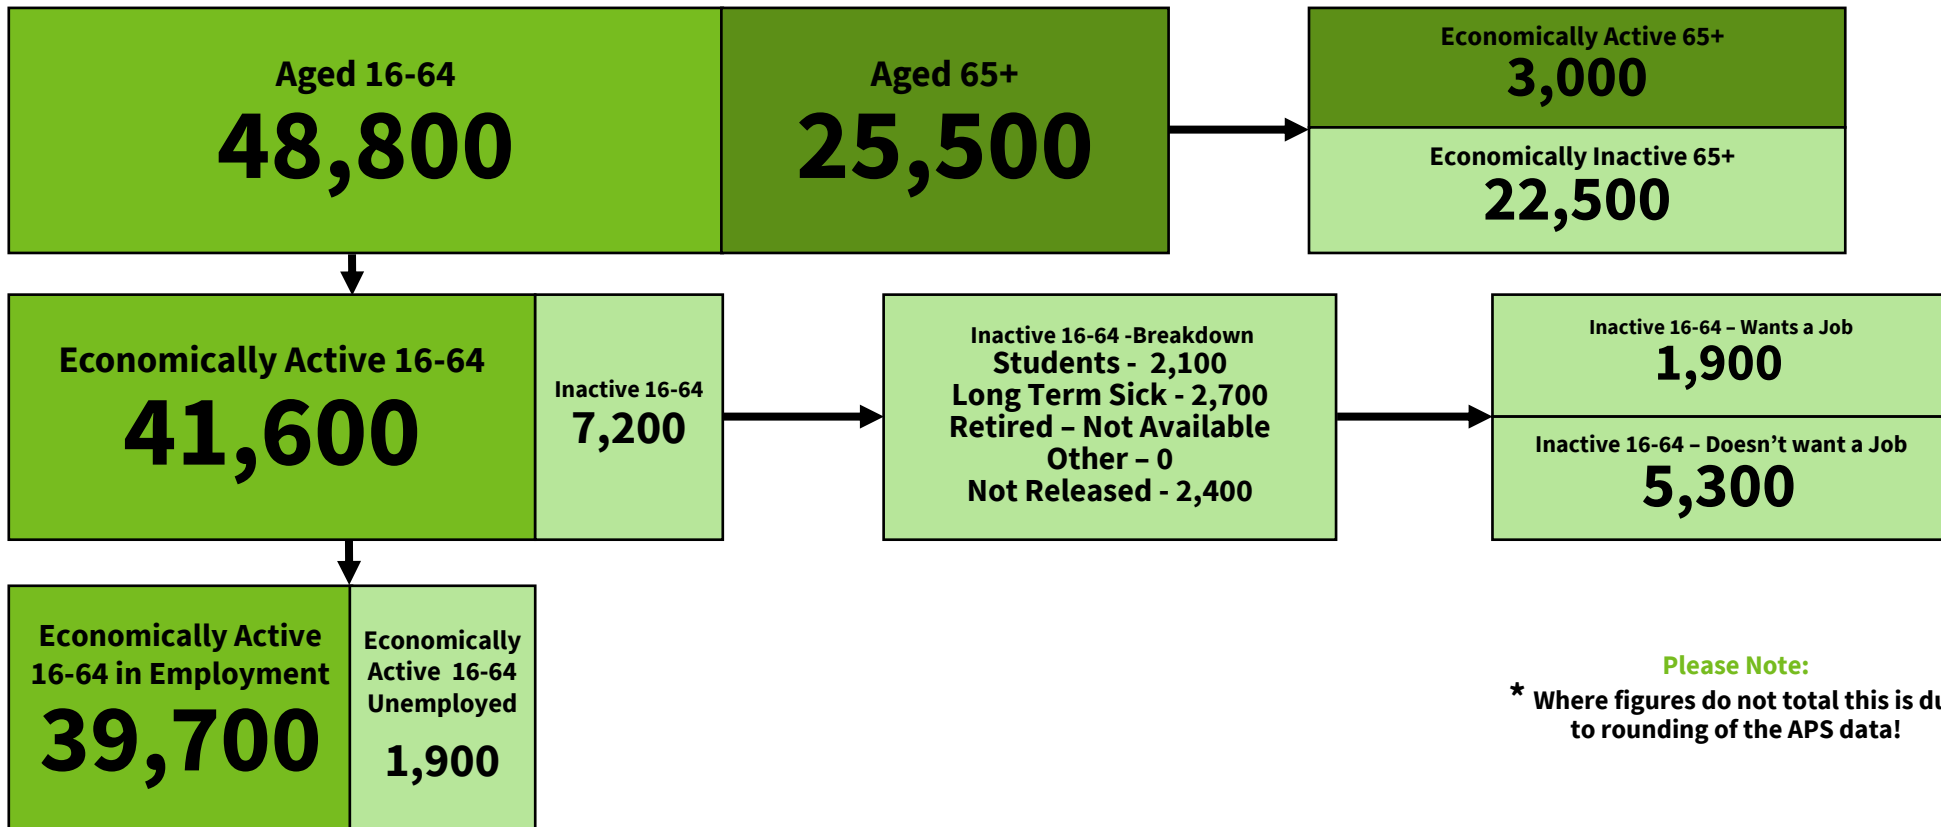 Aged 16-64
48,800
Aged 65+
25,500
Economically Active 65+
3,000
Economically Inactive 65+
22,500
Economically Active 16-64
41,600
Inactive 16-64
7,200
Inactive 16-64 -Breakdown
Students - 2,100
Long Term Sick - 2,700
Retired – Not Available
Other – 0
Not Released - 2,400
Inactive 16-64 – Wants a Job
1,900
Inactive 16-64 – Doesn’t want a Job
5,300
Economically Active
16-64 in Employment
39,700
Economically
Active 16-64
Unemployed
1,900
Please Note:
* Where figures do not total this is du
to rounding of the APS data!